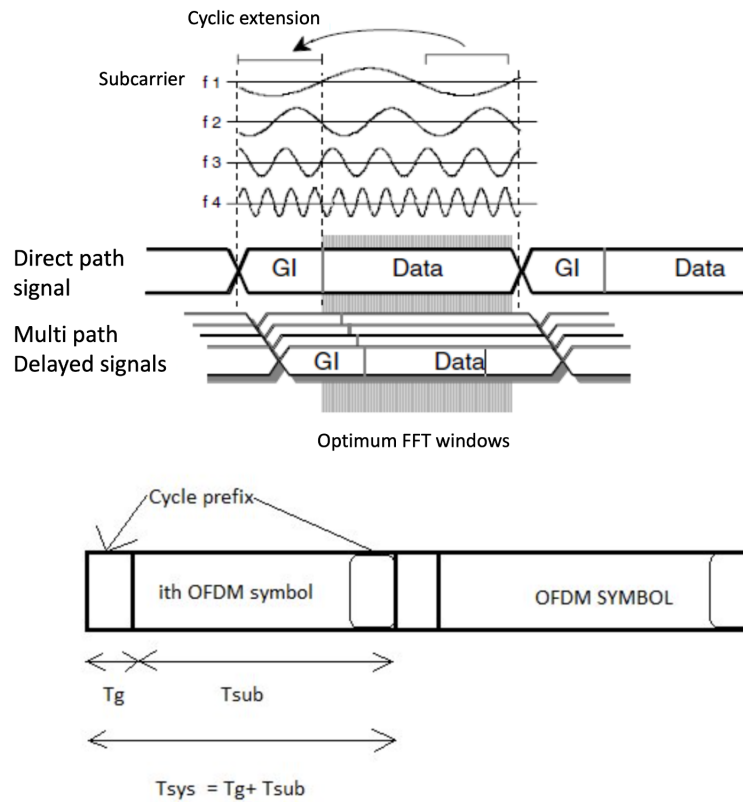 Cyclic extension
Subcarrier
f 1
f 2
f 3
f 4
Direct path
signal
GI
Data
GI
Data
Multi path
Delayed signals
GI
Data
Optimum FFT windows
Cycle prefix
ith OFDM symbol
OFDM SYMBOL
Tg
Tsub
Tsys = Tg+ Tsub